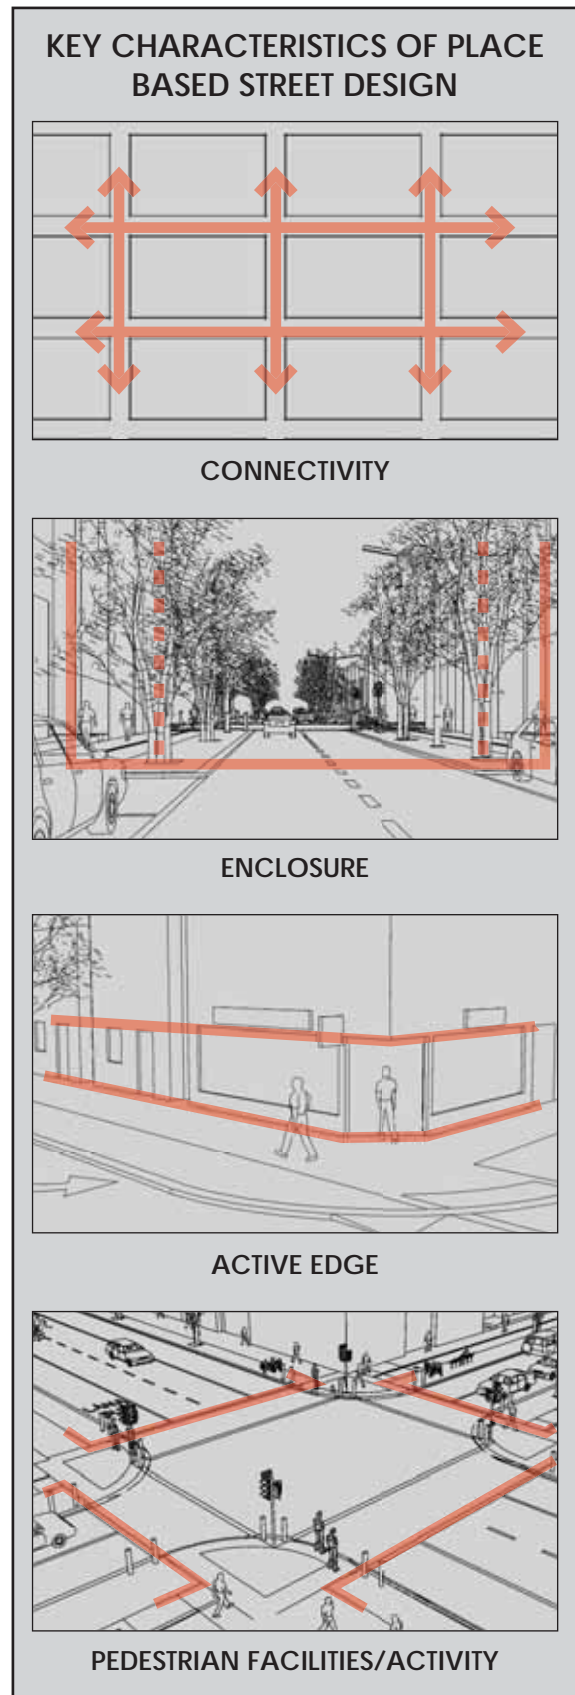 KEY CHARACTERISTICS OF PLACE
BASED STREET DESIGN
CONNECTIVITY
ENCLOSURE
ACTIVE EDGE
PEDESTRIAN FACILITIES/ACTIVITY